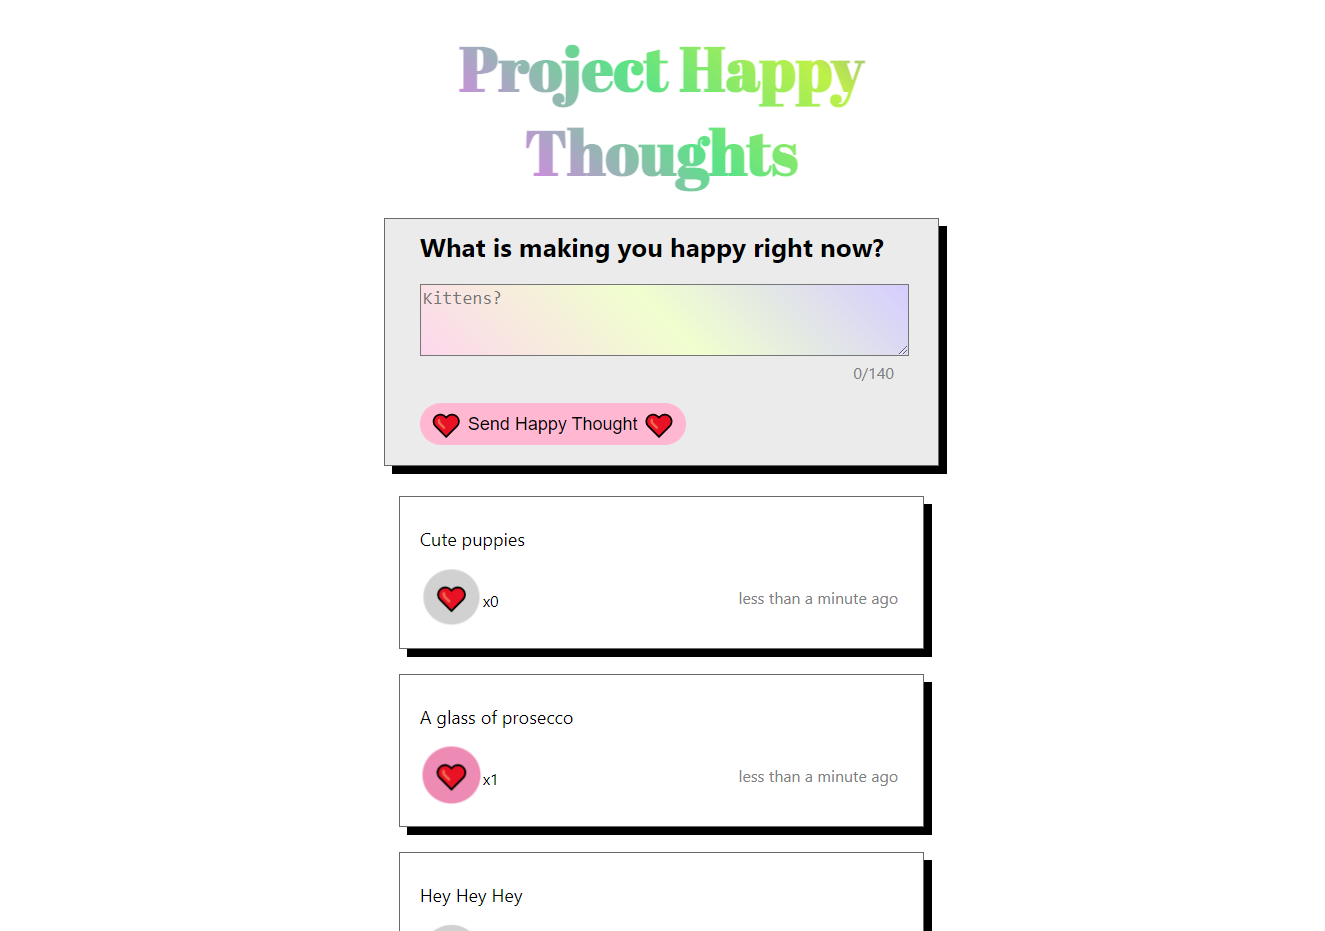 Project Happy
Thoughts
What is making you happy right now?
Kittens?
0/140
Send Happy Thought
Cute puppies
x0
less than a minute ago
A glass of prosecco
x1
less than a minute ago
Hey Hey Hey